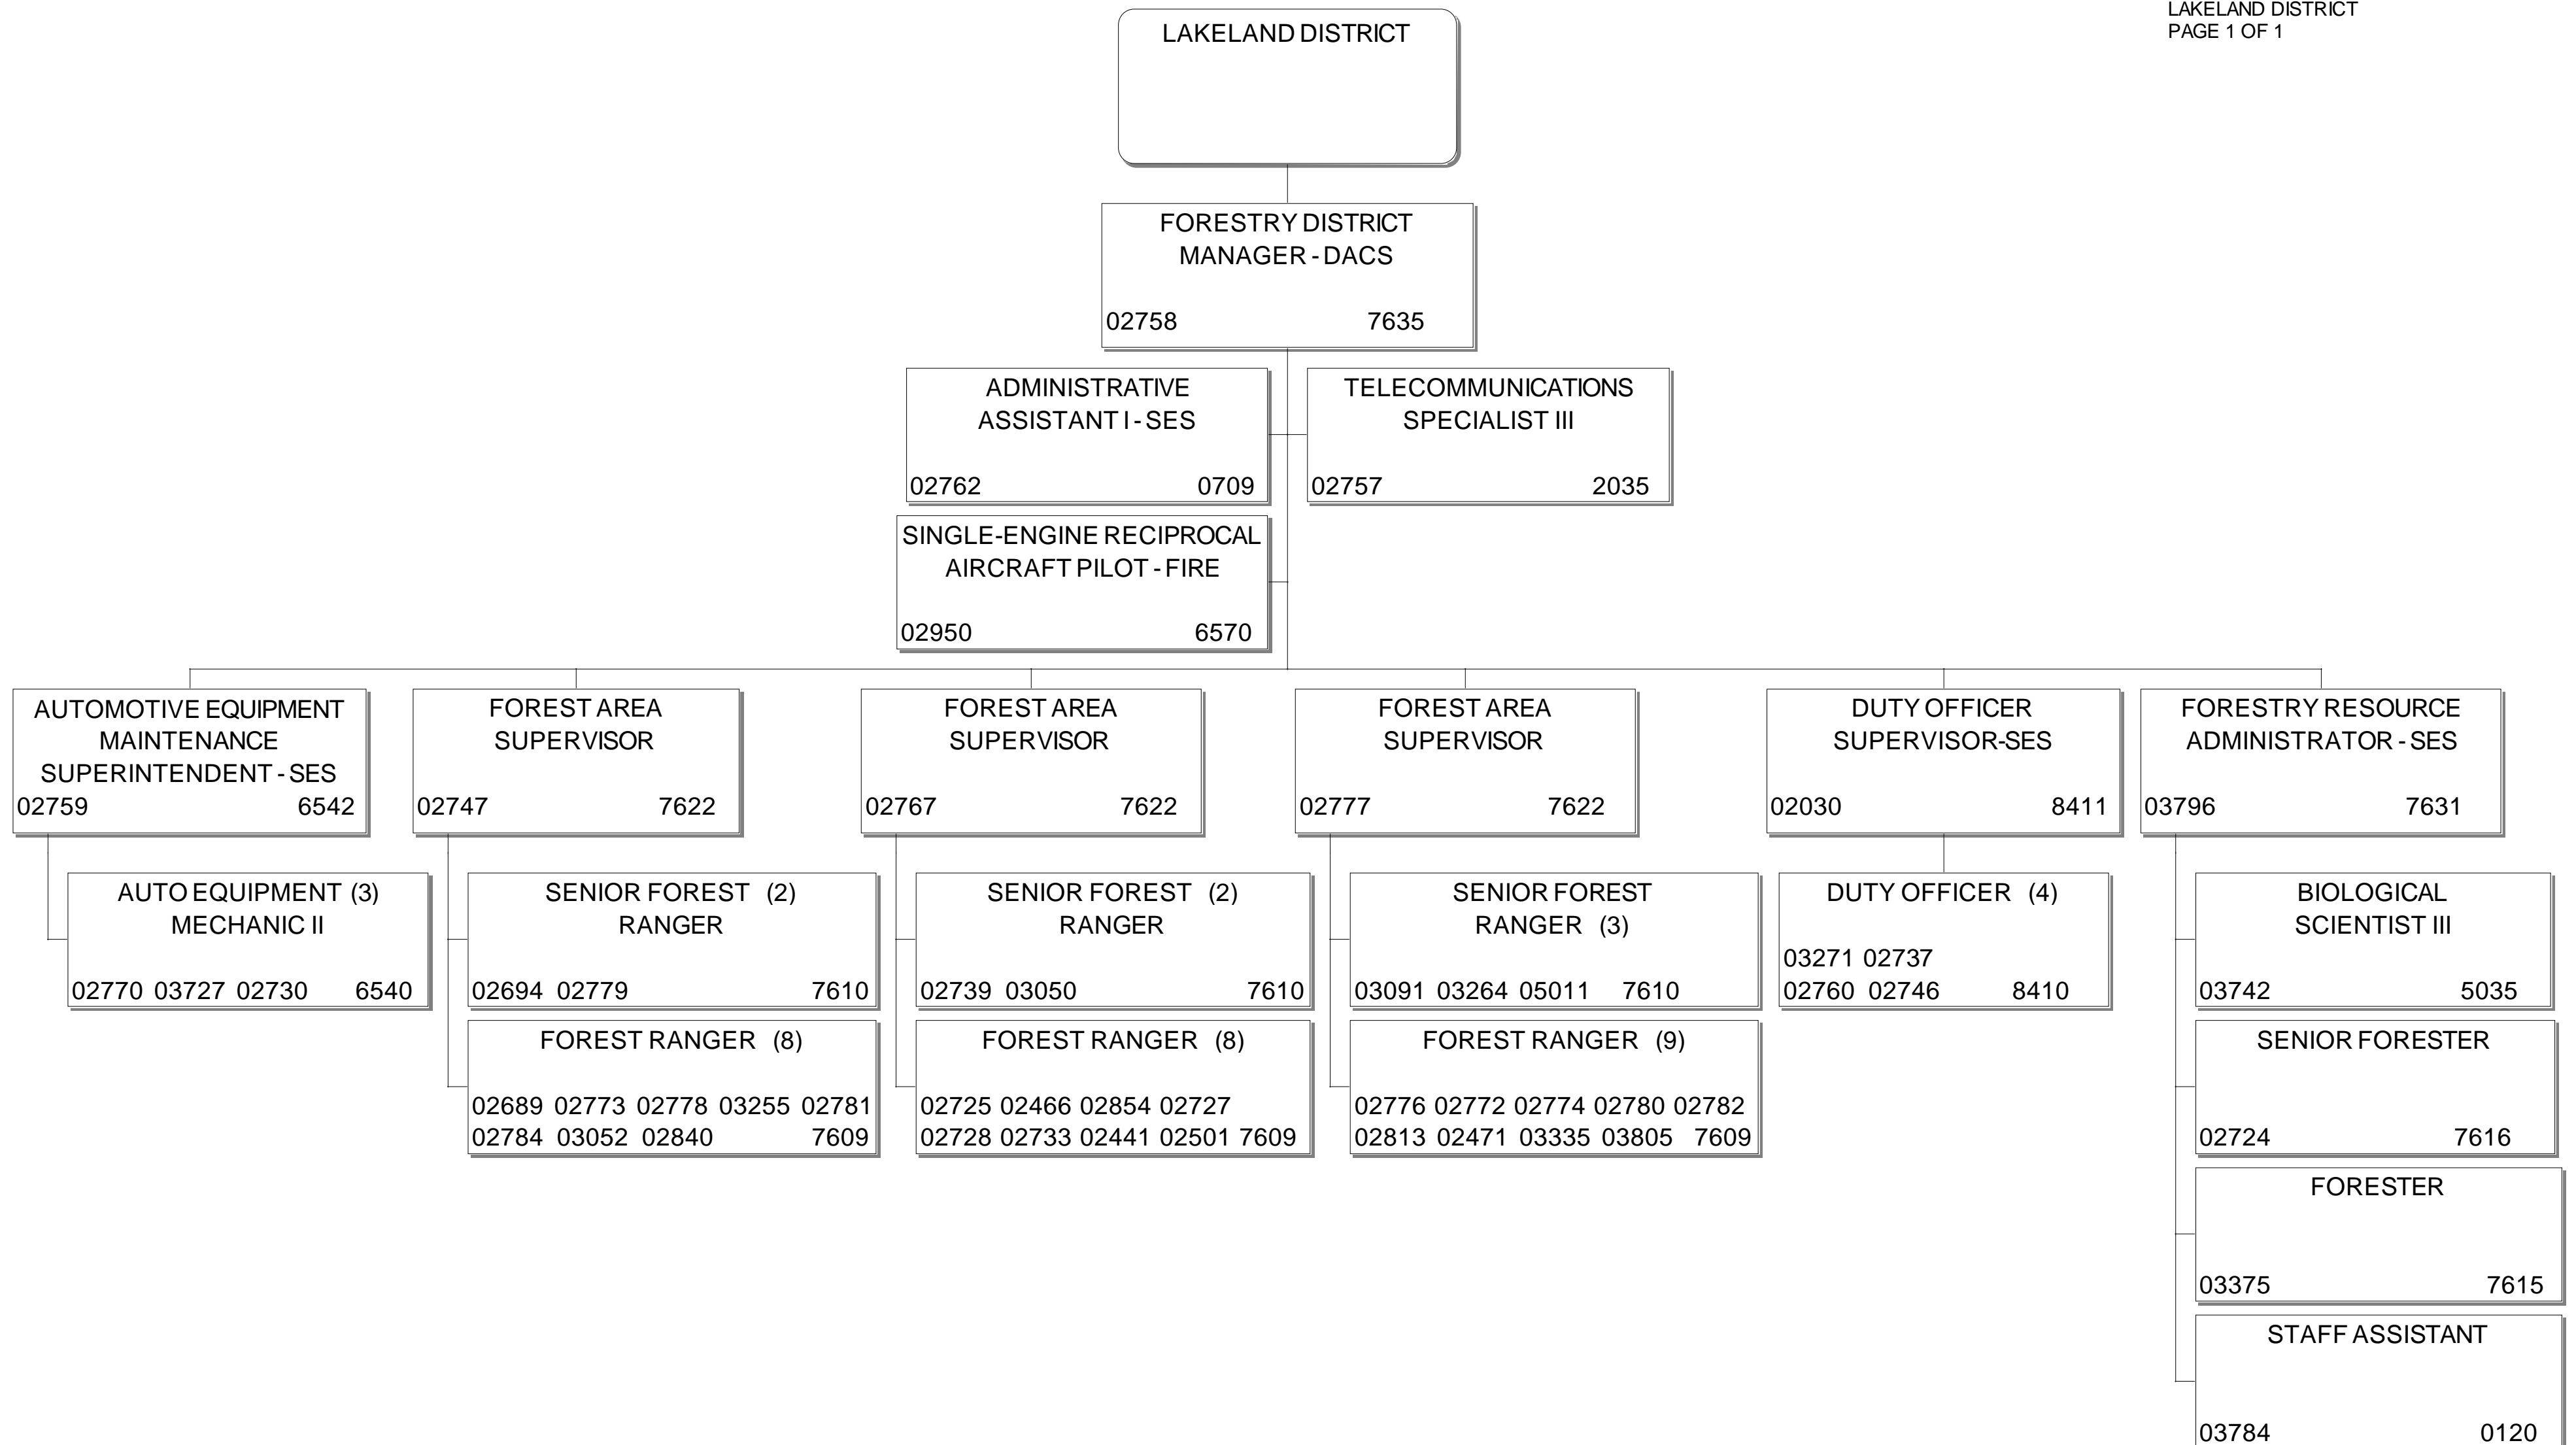 LAKELAND DISTRICT
PAGE 1 OF 1
LAKELAND DISTRICT
FORESTRY DISTRICT
MANAGER - DACS
02758 7635
ADMINISTRATIVE
ASSISTANT I - SES
02762 0709
TELECOMMUNICATIONS
SPECIALIST III
02757 2035
SINGLE-ENGINE RECIPROCAL
AIRCRAFT PILOT - FIRE
02950 6570
AUTOMOTIVE EQUIPMENT
MAINTENANCE
SUPERINTENDENT - SES
02759 6542
AUTO EQUIPMENT (3)
MECHANIC II
02770 03727 02730 6540
FOREST AREA
SUPERVISOR
02747 7622
SENIOR FOREST (2)
RANGER
02694 02779 7610
FOREST RANGER (8)
02689 02773 02778 03255 02781
02784 03052 02840 7609
FOREST AREA
SUPERVISOR
02767 7622
SENIOR FOREST (2)
RANGER
02739 03050 7610
FOREST RANGER (8)
02725 02466 02854 02727
02728 02733 02441 02501 7609
FOREST AREA
SUPERVISOR
02777 7622
SENIOR FOREST
RANGER (3)
03091 03264 05011 7610
FOREST RANGER (9)
02776 02772 02774 02780 02782
02813 02471 03335 03805 7609
DUTY OFFICER
SUPERVISOR-SES
02030 8411
DUTY OFFICER (4)
03271 02737
02760 02746 8410
FORESTRY RESOURCE
ADMINISTRATOR - SES
03796 7631
BIOLOGICAL
SCIENTIST III
03742 5035
SENIOR FORESTER
02724 7616
FORESTER
03375 7615
STAFF ASSISTANT
03784 0120